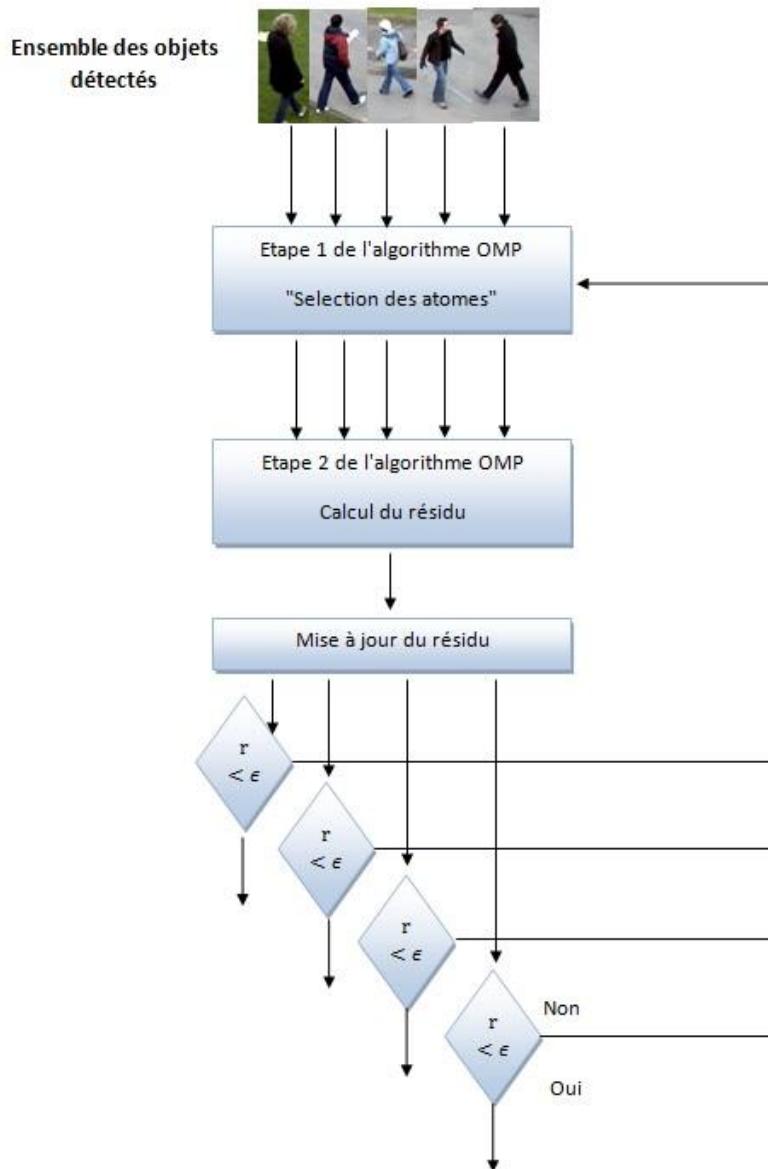 Ensemble des objets
détectés
Etape 1 de l'algorithme OMP
"Selection des atomes"
Etape 2 de l'algorithme OMP
Calcul du résidu
Mise à jour du résidu
r
< ϵ
r
< ϵ
r
< ϵ
r
< ϵ
Non
Oui